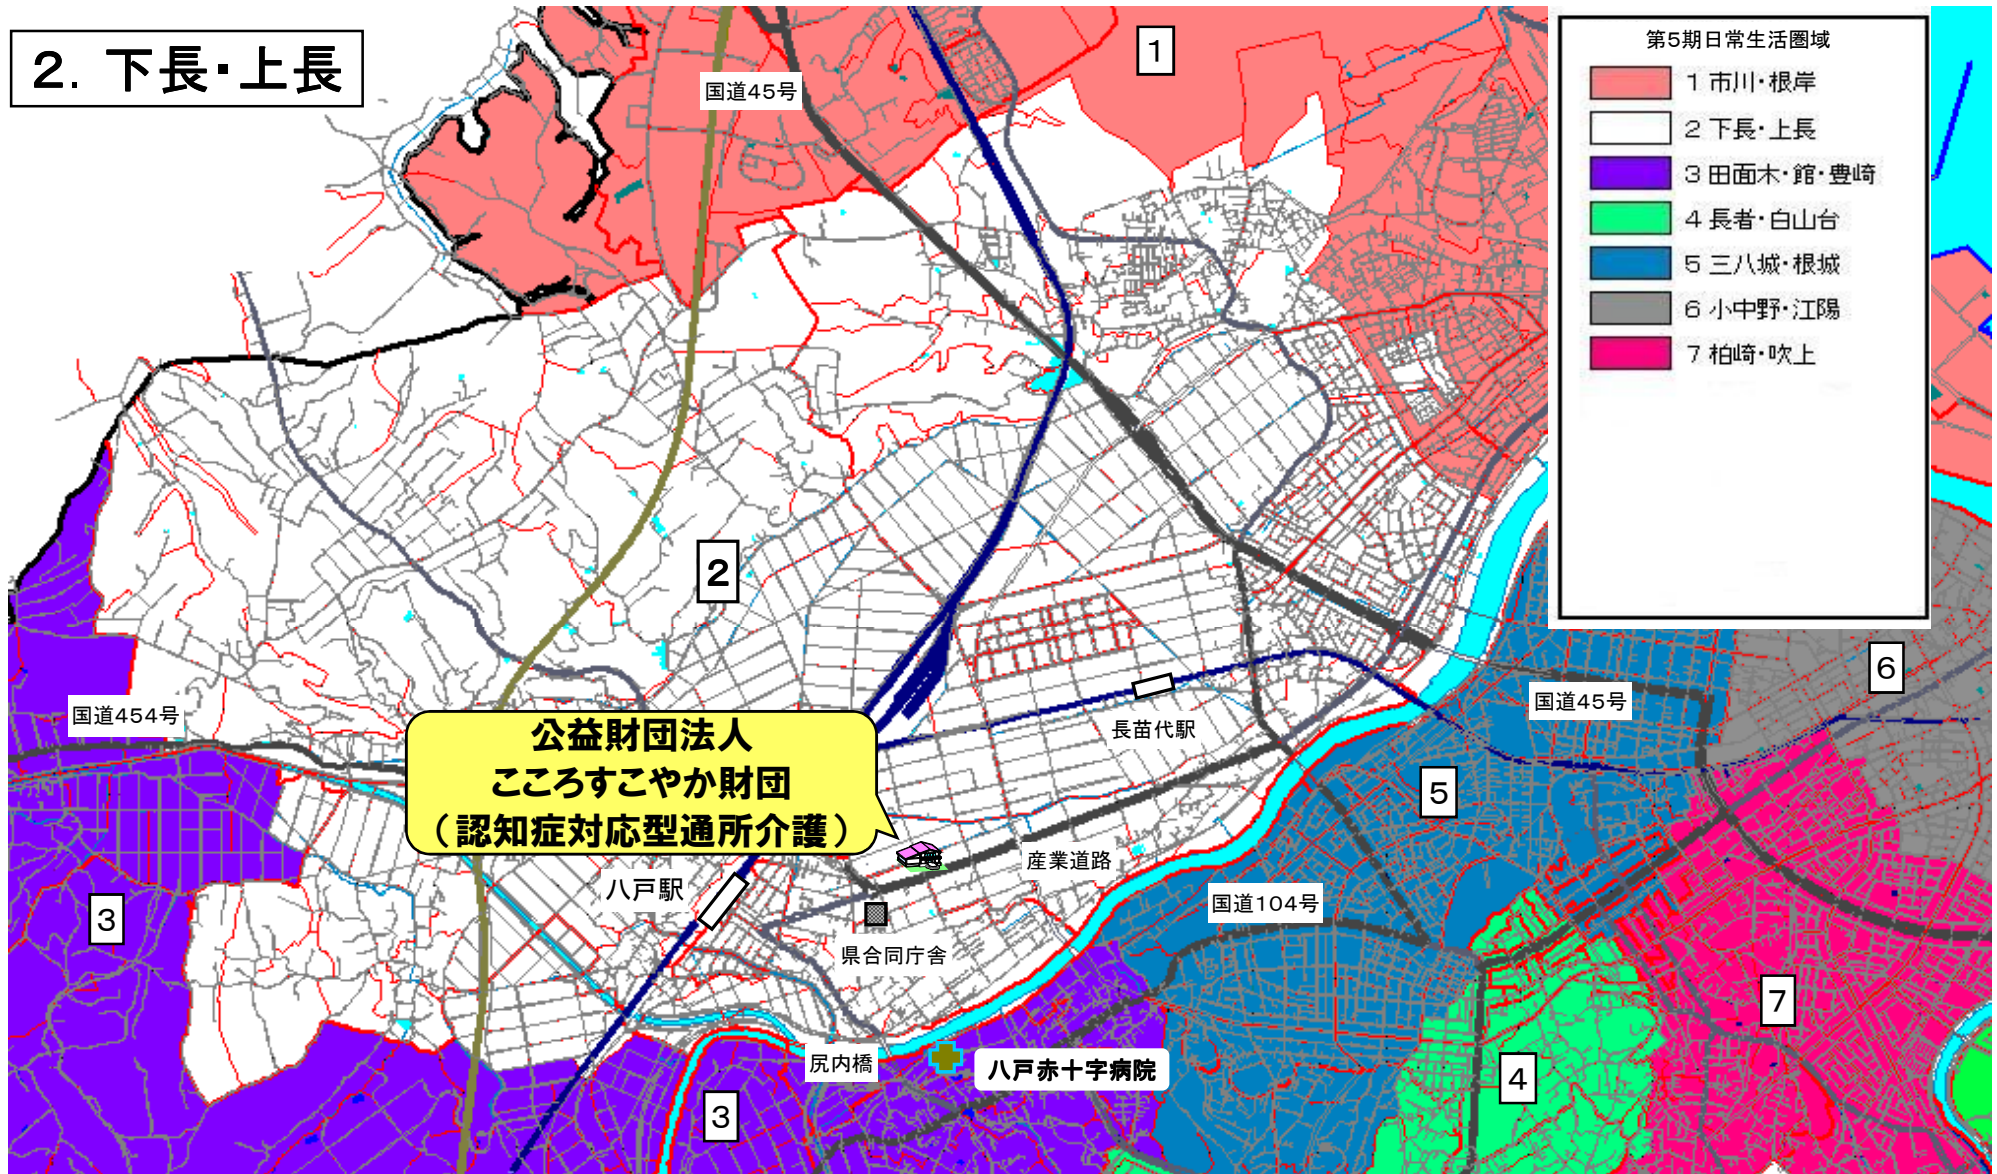 2. 下長・上長
1
国道45号
第5期日常生活圏域
1 市川・根岸
2 下長・上長
3 田面木・館・豊崎
4 長者・白山台
5 三八城・根城
6 小中野・江陽
7 柏崎・吹上
2
6
国道454号
国道45号
長苗代駅
公益財団法人
こころすこやか財団
（認知症対応型通所介護）
5
産業道路
八戸駅
国道104号
3
県合同庁舎
7
尻内橋
八戸赤十字病院
4
3